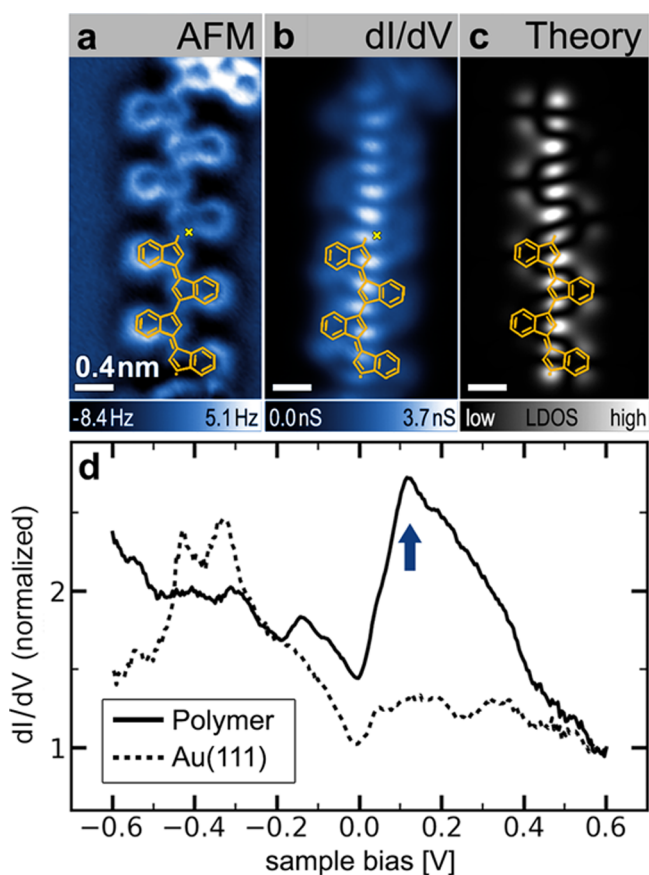 a AFM
b dI/dV
c Theory
0.4nm
-8.4 Hz 5.1 Hz
0.0nS 3.7 nS
low LDOS high
d
dI/dV (normalized)
2
1
Polymer
Au(111)
−0.6 −0.4 −0.2 0.0 0.2 0.4 0.6
sample bias [V]